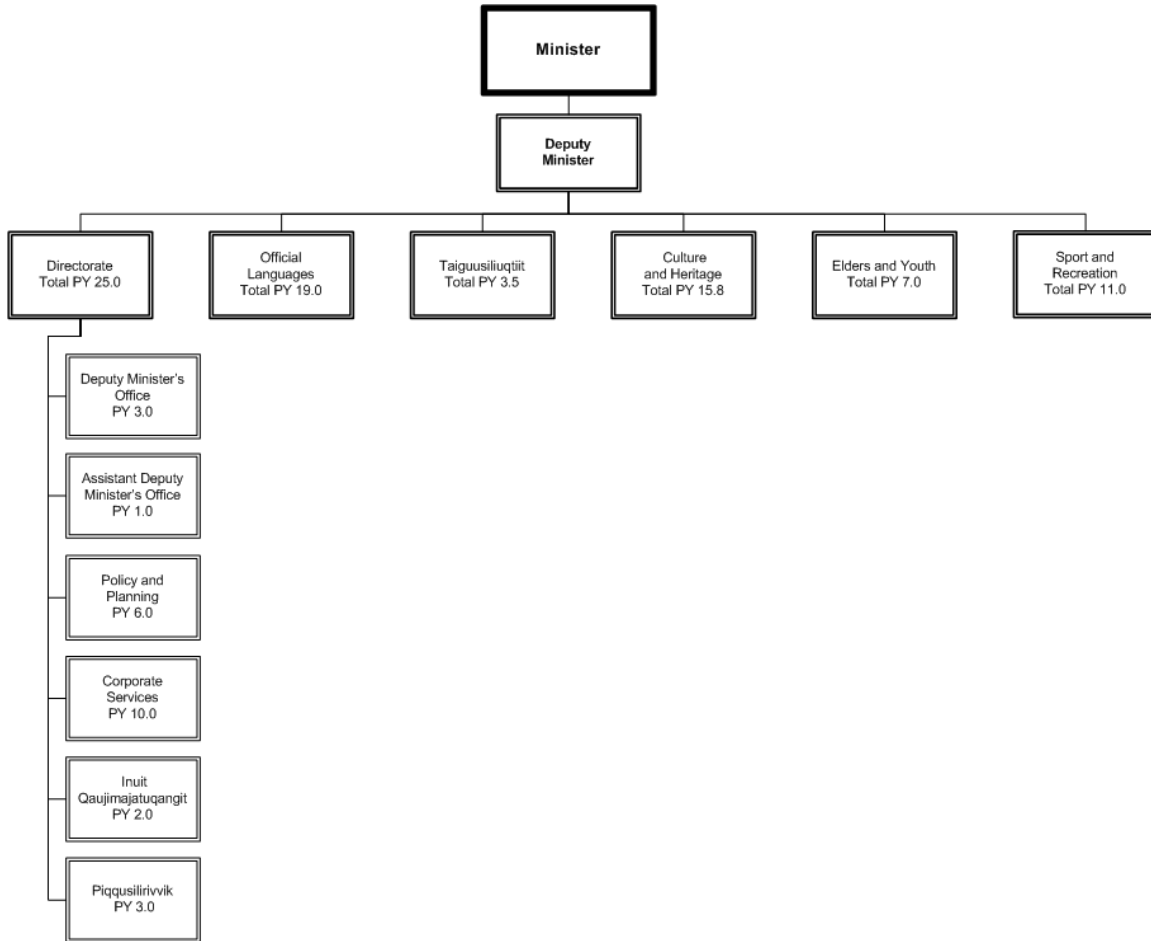 Minister
Deputy
Minister
Directorate
Total PY 25.0
Official
Languages
Total PY 19.0
Taiguusiliuqtiit
Total PY 3.5
Culture
and Heritage
Total PY 15.8
Elders and Youth
Total PY 7.0
Sport and
Recreation
Total PY 11.0
Deputy Minister's
Office
PY 3.0
Assistant Deputy
Minister's Office
PY 1.0
Policy and
Planning
PY 6.0
Corporate
Services
PY 10.0
Inuit
Qaujimajatuqangit
PY 2.0
Piqqusilirivvik
PY 3.0